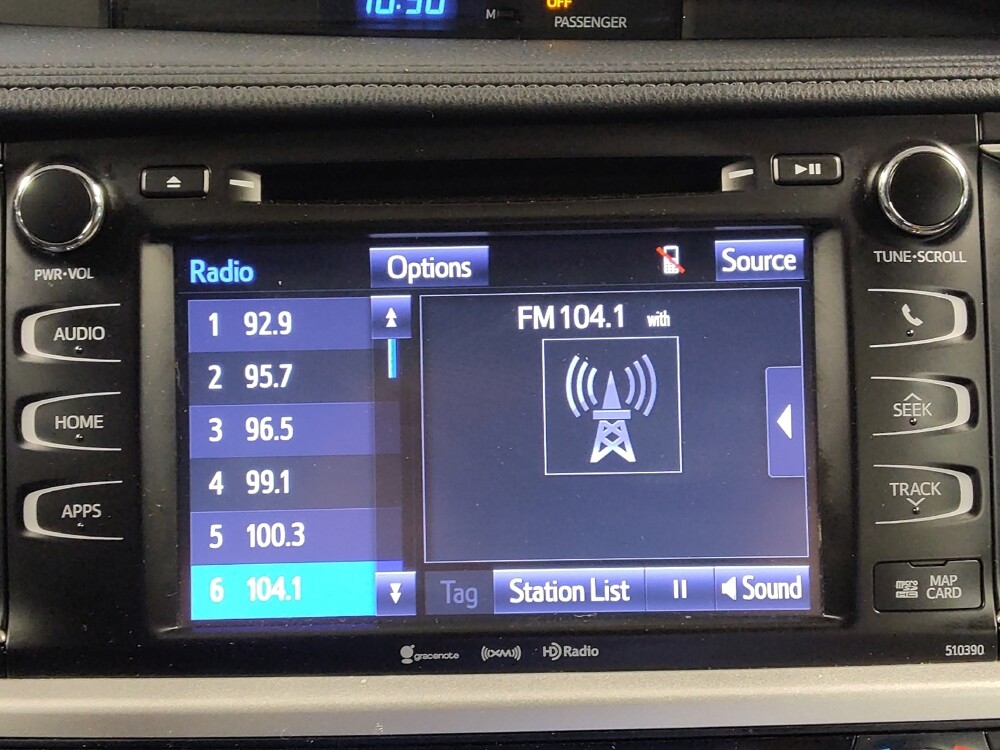 10:30
OFF
PASSENGER
PWR•VOL
TUNE•SCROLL
AUDIO
HOME
APPS
SEEK
TRACK
MAP
CARD
Radio
Options
Source
1 92.9
2 95.7
3 96.5
4 99.1
5 100.3
6 104.1
FM 104.1 with
Tag
Station List
Sound
gracenote
((XM))
HD Radio
510390